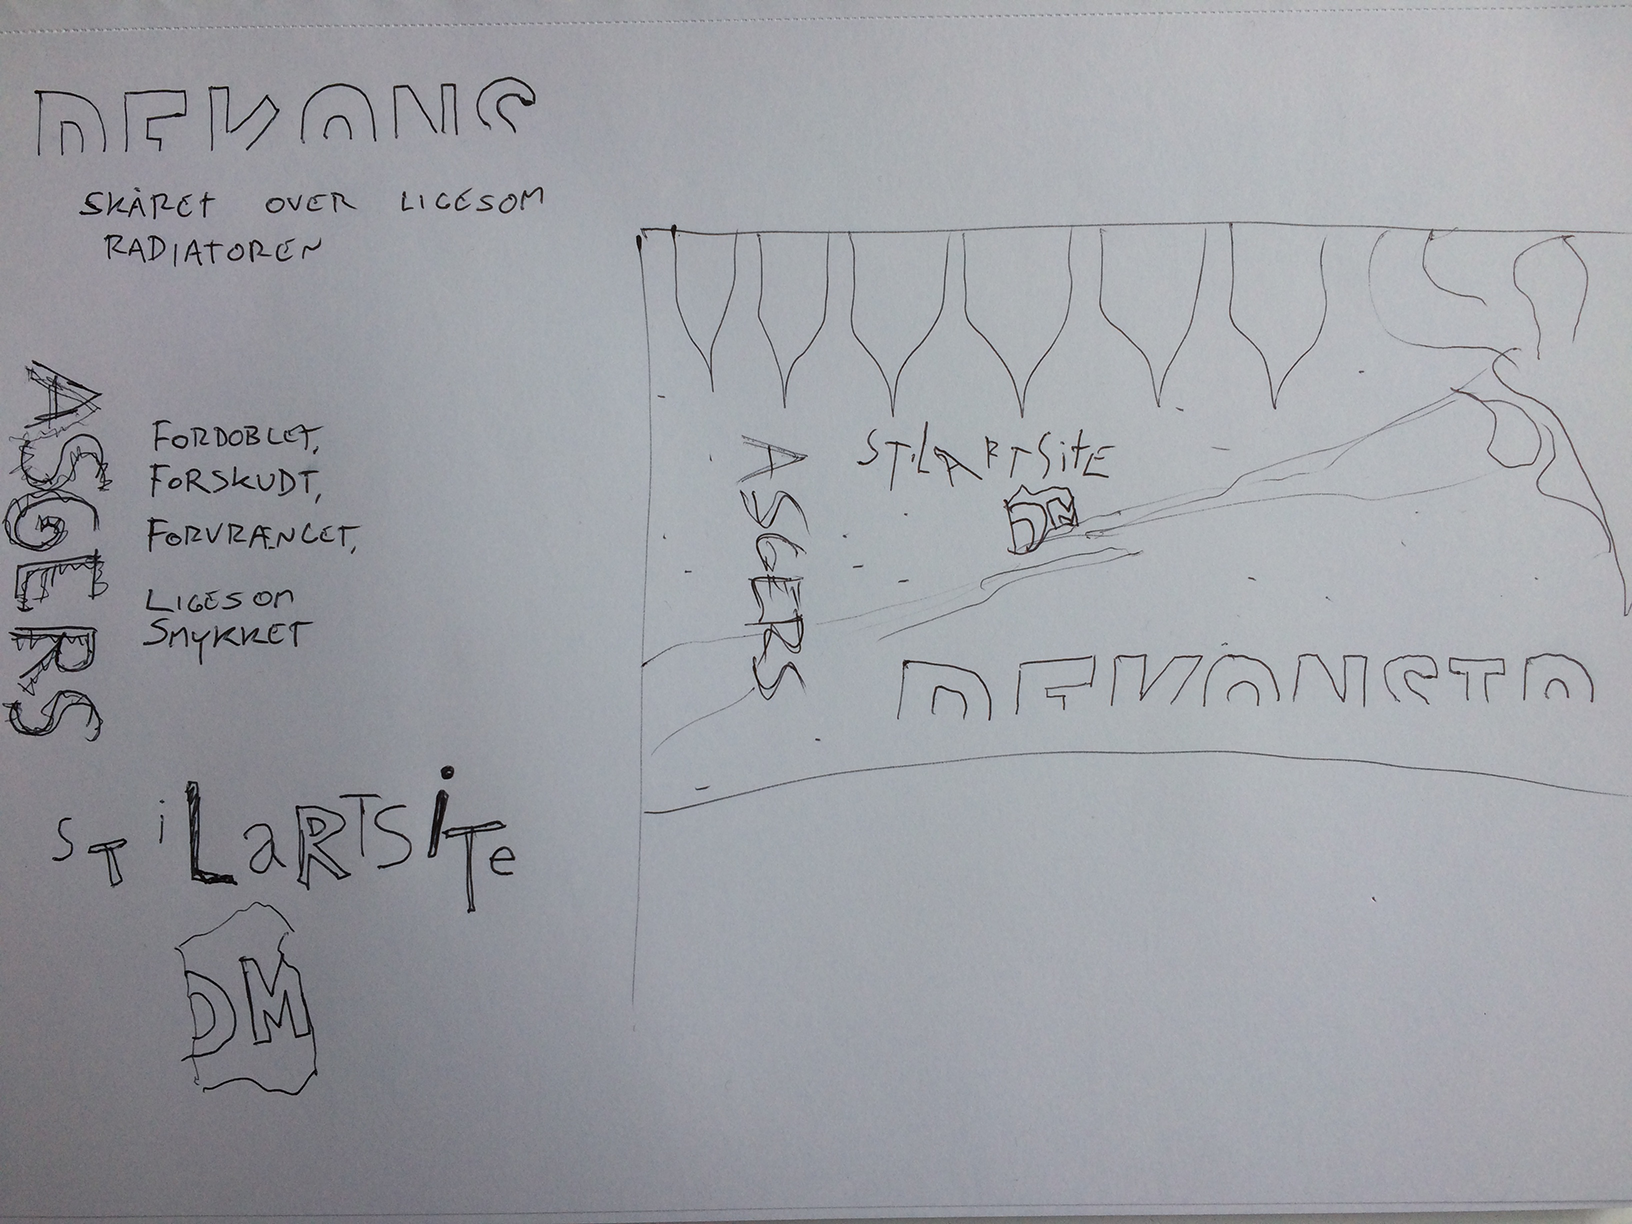 DEKONS
SKÅRET OVER LIGESOM
RADIATOREN
ASGERS
FORDOBLET,
FORSKUDT,
FORVRÆNGET,
LIGESOM
SMYKKET
STiLaRTSiTe
DM
STiLARTSitE
DM
ASGERS
DEKONSTR